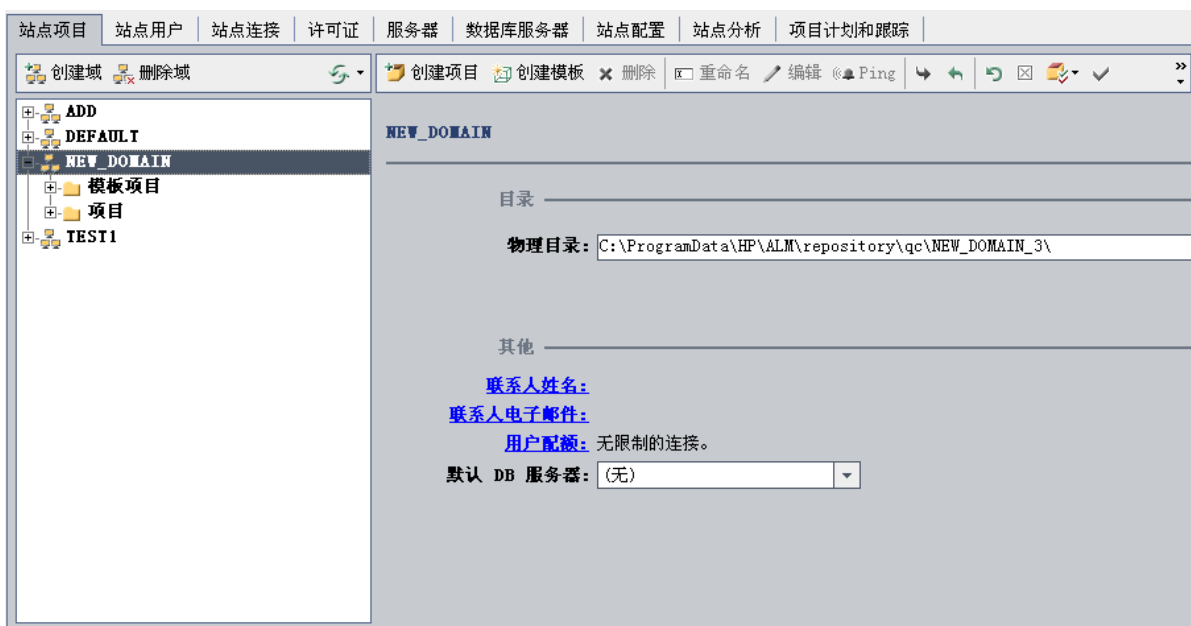 站点项目 站点用户 站点连接 许可证 服务器 数据库服务器 站点配置 站点分析 项目计划和跟踪
创建域 删除域 创建项目 创建模板 删除 重命名 编辑 Ping
ADD
DEFAULT
NEW_DOMAIN
模板项目
项目
TEST1
NEW_DOMAIN
目录
物理目录: C:\ProgramData\HP\ALM\repository\qc\NEW_DOMAIN_3\
其他
联系人姓名:
联系人电子邮件:
用户配额: 无限制的连接。
默认 DB 服务器: (无)